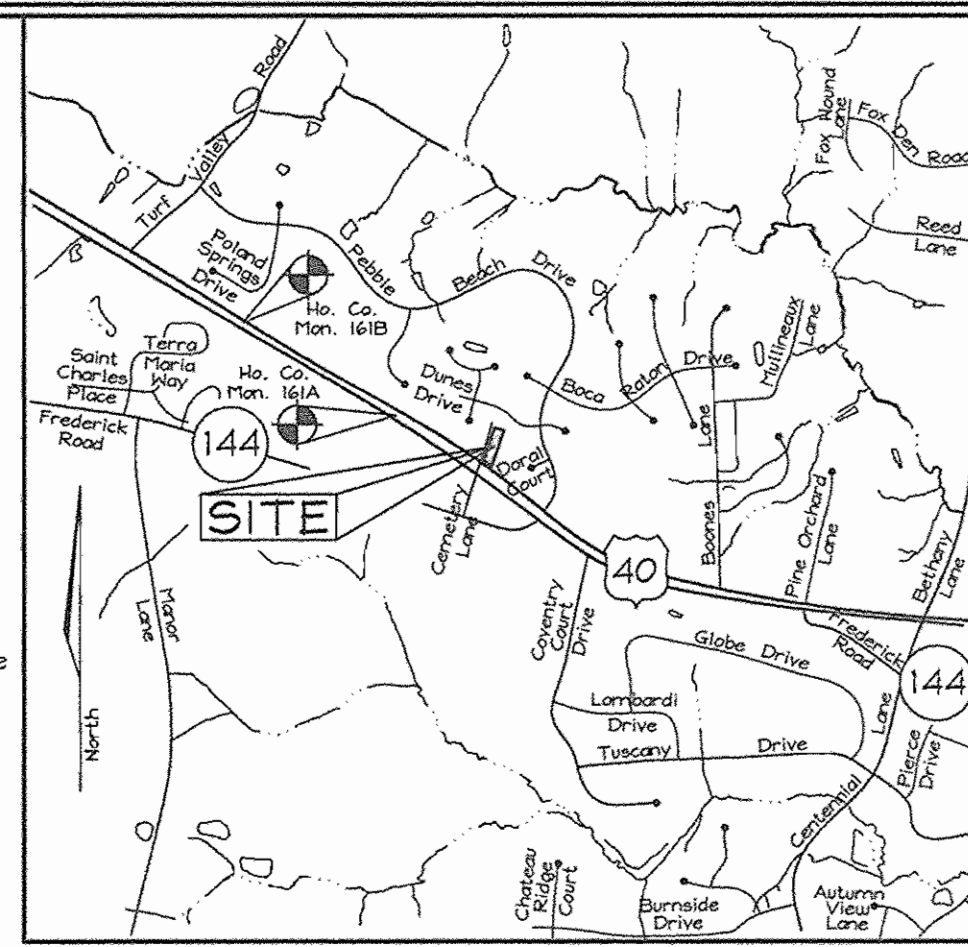 Road
Valley
Turf
Fox Hound
Lane
Fox Den Road
Reed
Lane
Poland
Springs
Drive
Pebble Beach Drive
Ho. Co.
Mon. 161B
Terra
Maria
Way
Saint
Charles
Place
Ho. Co.
Mon. 161A
Frederick
Road
144
Dunes
Drive
Boca Raton Drive
Mullineaux
Lane
SITE
Doral
Court
Cemetery
Lane
Boones Lane
Pine Orchard
Lane
Bethany
Lane
40
Manor
Lane
Coventry
Court
Drive
Globe Drive
Frederick
Road
144
Lombardi
Drive
Tuscany Drive
Lane
Centennial
Pierce
Drive
North
Chateau
Ridge
Court
Burnside
Drive
Autumn
View
Lane